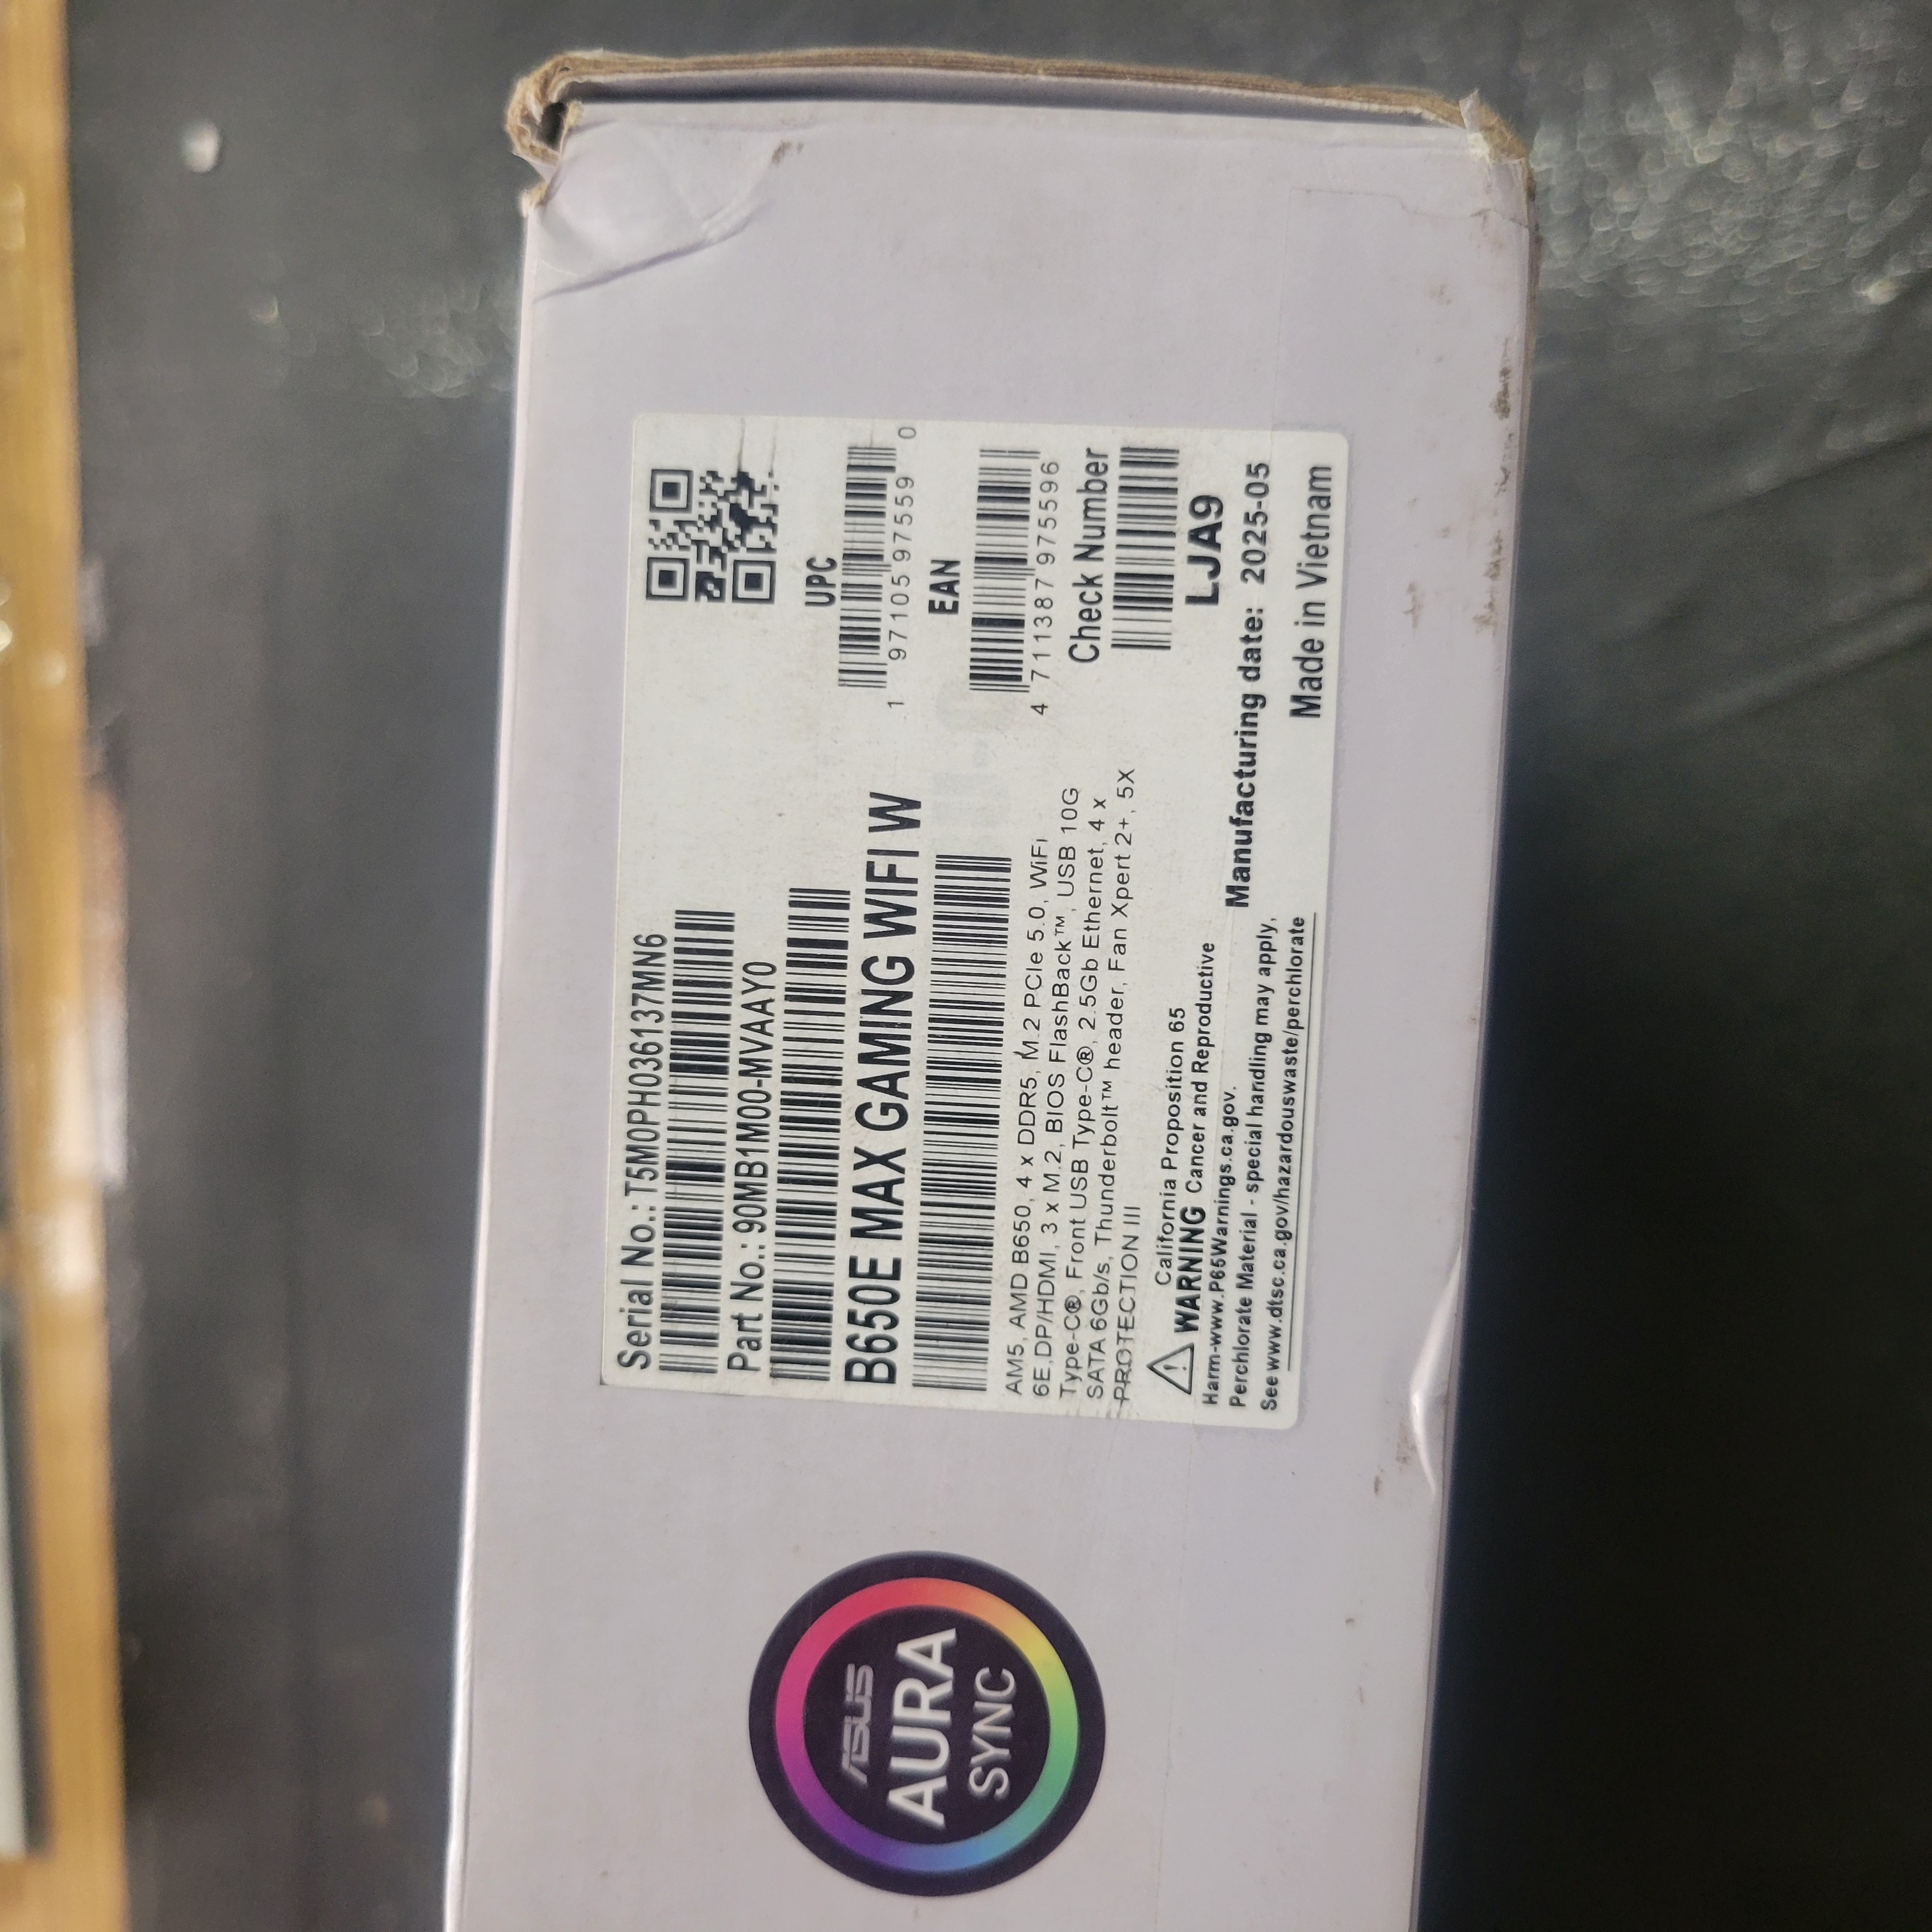 Serial No.: T5M0PH036137MN6
Part No.: 90MB1M00-MVAAY0
B650E MAX GAMING WIFI W
AM5, AMD B650, 4 x DDR5, M.2 PCIe 5.0, WiFi
6E,DP/HDMI, 3 x M.2, BIOS FlashBack™, USB 10G
Type-C®, Front USB Type-C®, 2.5Gb Ethernet, 4 x
SATA 6Gb/s, Thunderbolt™ header, Fan Xpert 2+, 5X
PROTECTION III
California Proposition 65
WARNING Cancer and Reproductive
Harm-www.P65Warnings.ca.gov.
Perchlorate Material - special handling may apply,
See www.dtsc.ca.gov/hazardouswaste/perchlorate
UPC
1 97105 97559 0
EAN
4 711387 975596
Check Number
LJA9
Manufacturing date: 2025-05
Made in Vietnam
ASUS
AURA
SYNC